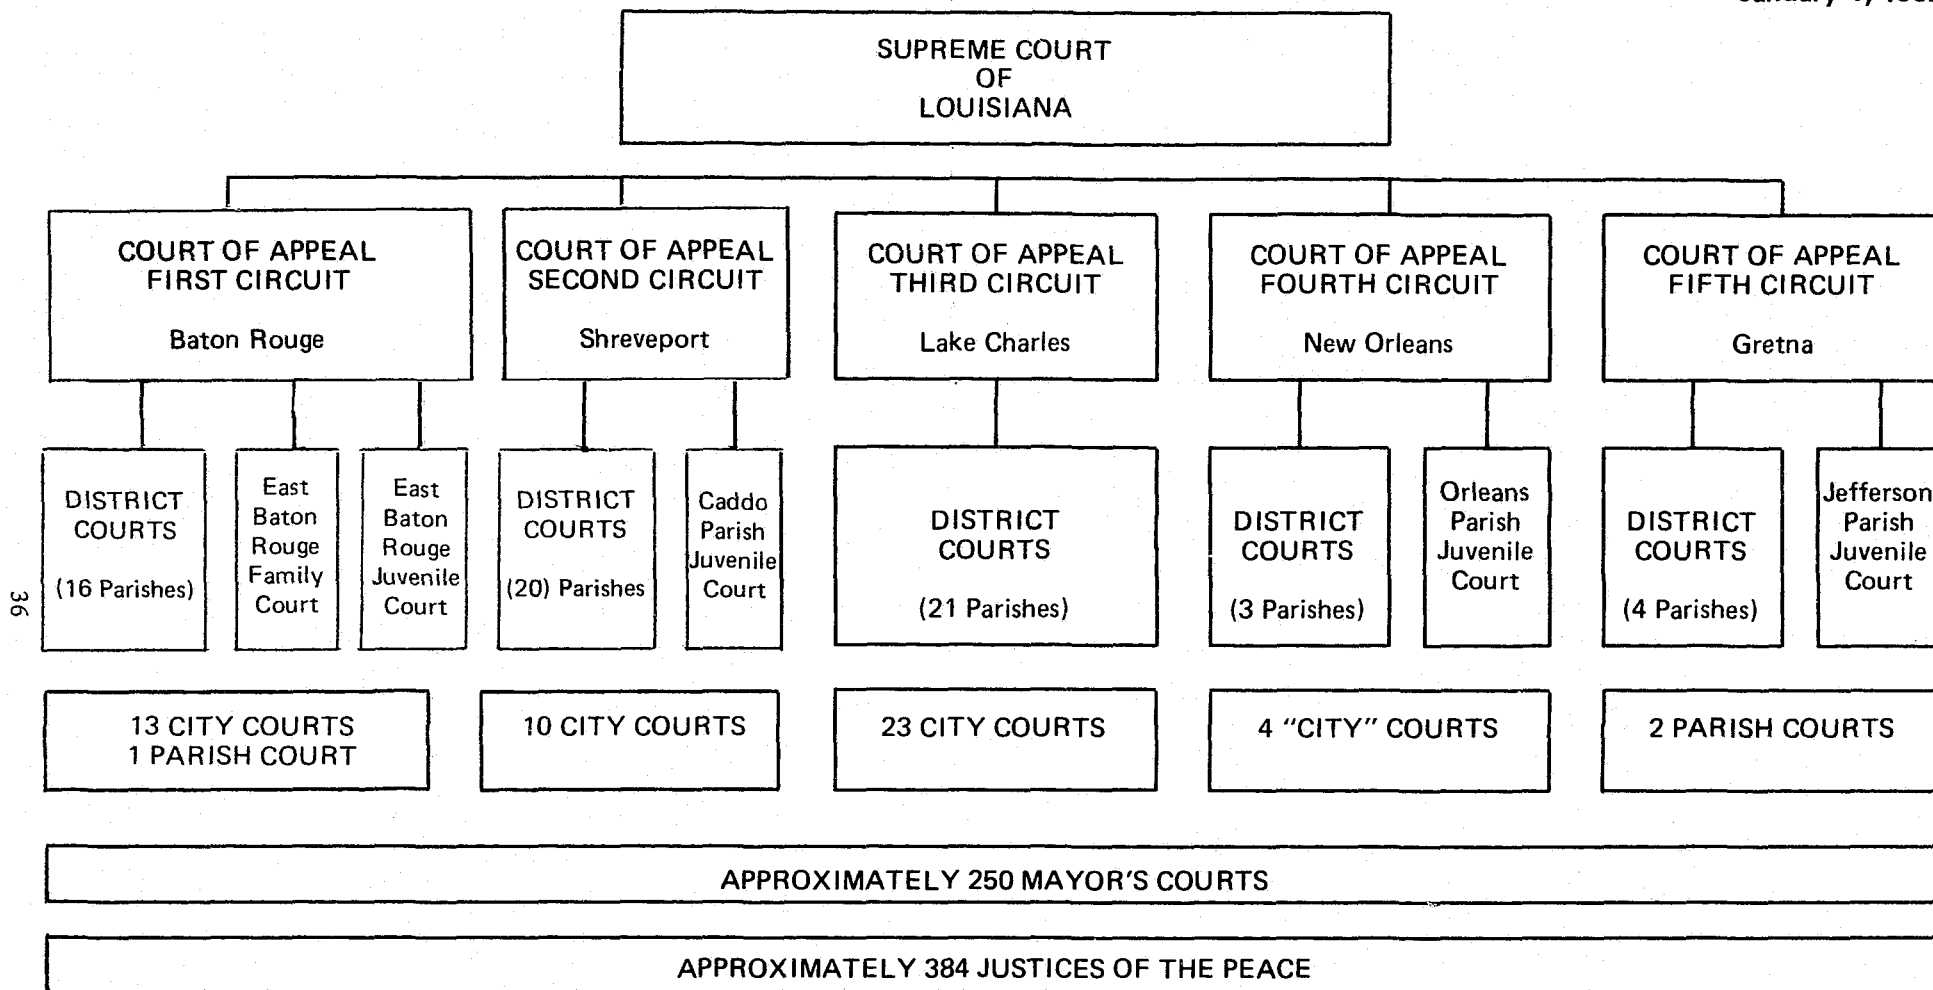 January
SUPREME COURT
OF
LOUISIANA
COURT OF APPEAL
FIRST CIRCUIT
Baton Rouge
COURT OF APPEAL
SECOND CIRCUIT
Shreveport
COURT OF APPEAL
THIRD CIRCUIT
Lake Charles
COURT OF APPEAL
FOURTH CIRCUIT
New Orleans
COURT OF APPEAL
FIFTH CIRCUIT
Gretna
DISTRICT
COURTS
(16 Parishes)
East
Baton
Rouge
Family
Court
East
Baton
Rouge
Juvenile
Court
DISTRICT
COURTS
(20) Parishes
Caddo
Parish
Juvenile
Court
DISTRICT
COURTS
(21 Parishes)
DISTRICT
COURTS
(3 Parishes)
Orleans
Parish
Juvenile
Court
DISTRICT
COURTS
(4 Parishes)
Jefferson
Parish
Juvenile
Court
36
13 CITY COURTS
1 PARISH COURT
10 CITY COURTS
23 CITY COURTS
4 "CITY" COURTS
2 PARISH COURTS
APPROXIMATELY 250 MAYOR'S COURTS
APPROXIMATELY 384 JUSTICES OF THE PEACE